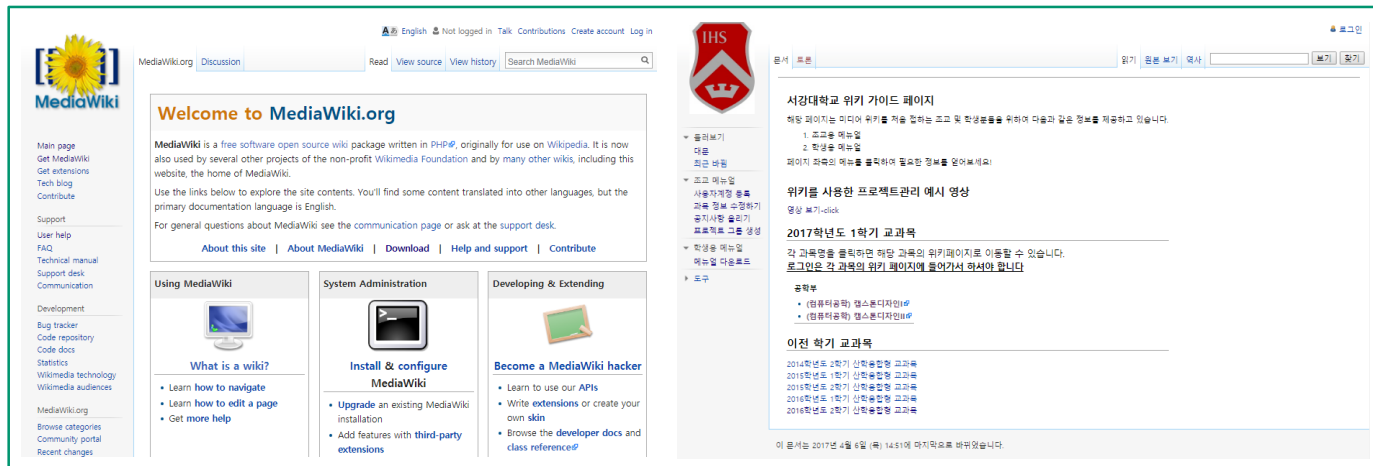 MediaWiki
Main page
Get MediaWiki
Get extensions
Tech blog
Contribute
Support
User help
FAQ
Technical manual
Support desk
Communication
Development
Bug tracker
Code repository
Code docs
Statistics
Wikimedia technology
Wikimedia audiences
MediaWiki.org
Browse categories
Community portal
Recent changes
English Not logged in Talk Contributions Create account Log in
MediaWiki.org Discussion Read View source View history Search MediaWiki
Welcome to MediaWiki.org
MediaWiki is a free software open source wiki package written in PHP, originally for use on Wikipedia. It is now
also used by several other projects of the non-profit Wikimedia Foundation and by many other wikis, including this
website, the home of MediaWiki.
Use the links below to explore the site contents. You'll find some content translated into other languages, but the
primary documentation language is English.
For general questions about MediaWiki see the communication page or ask at the support desk.
About this site | About MediaWiki | Download | Help and support | Contribute
Using MediaWiki
What is a wiki?
• Learn how to navigate
• Learn how to edit a page
• Get more help
System Administration
>_
Install & configure
MediaWiki
• Upgrade an existing MediaWiki
installation
• Add features with third-party
extensions
Developing & Extending
Become a MediaWiki hacker
• Learn to use our APIs
• Write extensions or create your
own skin
• Browse the developer docs and
class reference
IHS
둘러보기
대문
최근 바뀜
조교 메뉴얼
사용자계정 등록
과목 정보 수정하기
공지사항 올리기
프로젝트 그룹 생성
학생용 메뉴얼
메뉴얼 다운로드
도구
로그인
문서 토론 읽기 원본 보기 역사 보기 찾기
서강대학교 위키 가이드 페이지
해당 페이지는 미디어 위키를 처음 접하는 조교 및 학생분들을 위하여 다음과 같은 정보를 제공하고 있습니다.
1. 조교용 메뉴얼
2. 학생용 메뉴얼
페이지 좌측의 메뉴를 클릭하여 필요한 정보를 얻어보세요!
위키를 사용한 프로젝트관리 예시 영상
영상 보기-click
2017학년도 1학기 교과목
각 과목명을 클릭하면 해당 과목의 위키페이지로 이동할 수 있습니다.
로그인은 각 과목의 위키 페이지에 들어가서 하셔야 합니다
공학부
• (컴퓨터공학) 캡스톤디자인I
• (컴퓨터공학) 캡스톤디자인II
이전 학기 교과목
2014학년도 2학기 산학융합형 교과목
2015학년도 1학기 산학융합형 교과목
2015학년도 2학기 산학융합형 교과목
2016학년도 1학기 산학융합형 교과목
2016학년도 2학기 산학융합형 교과목
이 문서는 2017년 4월 6일 (목) 14:51에 마지막으로 바뀌었습니다.